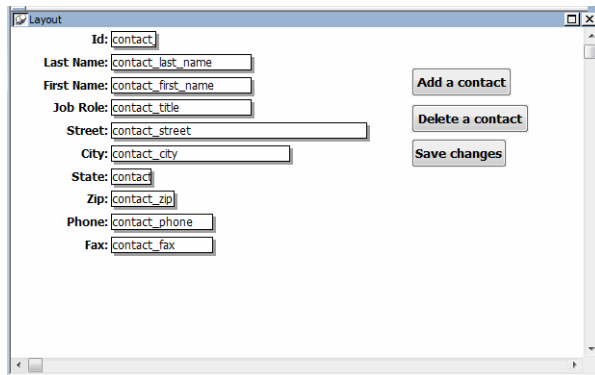 Layout
Id: contact_
Last Name: contact_last_name
First Name: contact_first_name
Add a contact
Job Role: contact_title
Delete a contact
Street: contact_street
City: contact_city
Save changes
State: contact
Zip: contact_zip
Phone: contact_phone
Fax: contact_fax